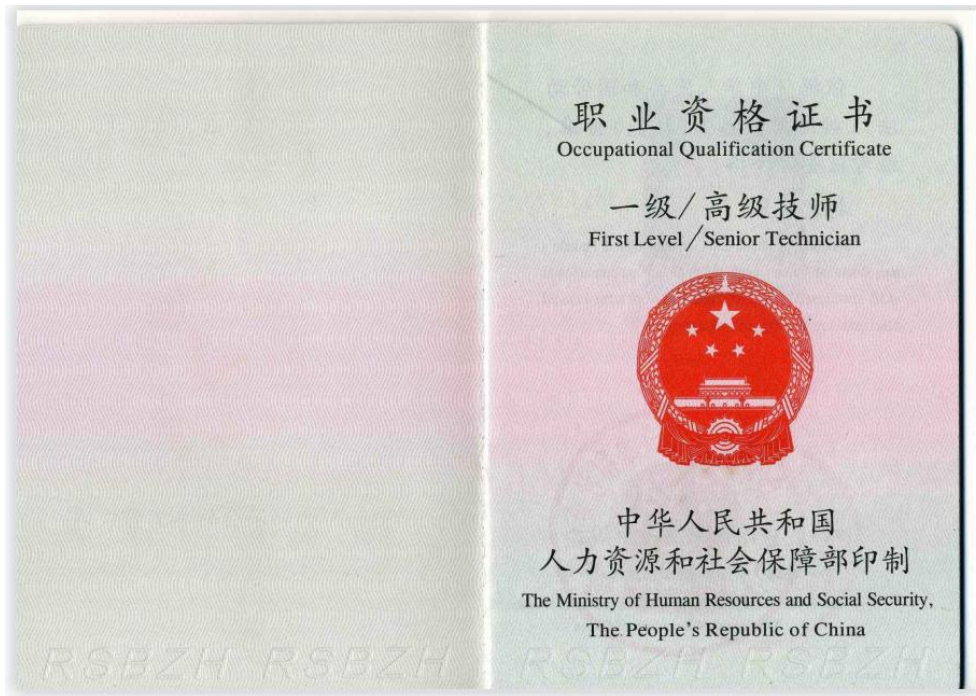 职业资格证书
Occupational Qualification Certificate
一级/高级技师
First Level/Senior Technician
中华人民共和国
人力资源和社会保障部印制
The Ministry of Human Resources and Social Security,
The People's Republic of China
RSBZH RSBZH RSBZH RSBZH